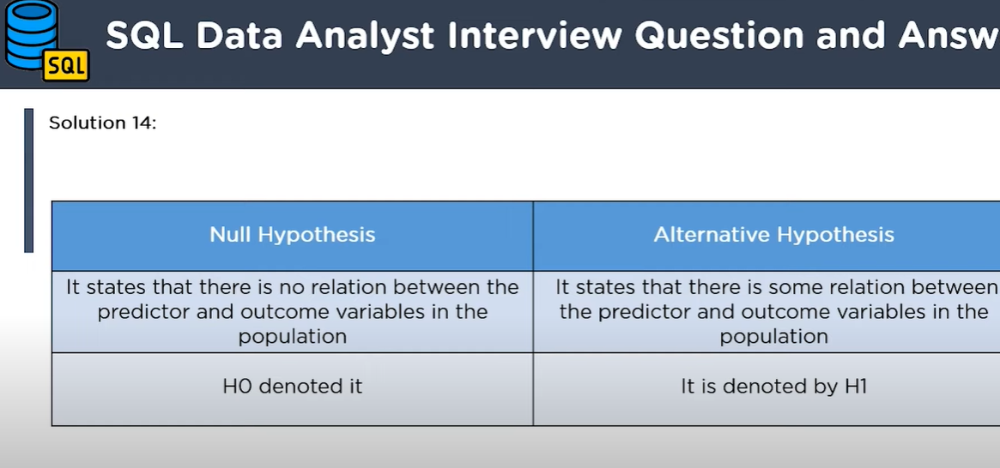 SQL Data Analyst Interview Question and Answ
SQL
Solution 14:
Null Hypothesis
Alternative Hypothesis
It states that there is no relation between the
predictor and outcome variables in the
population
It states that there is some relation between
the predictor and outcome variables in the
population
H0 denoted it
It is denoted by H1